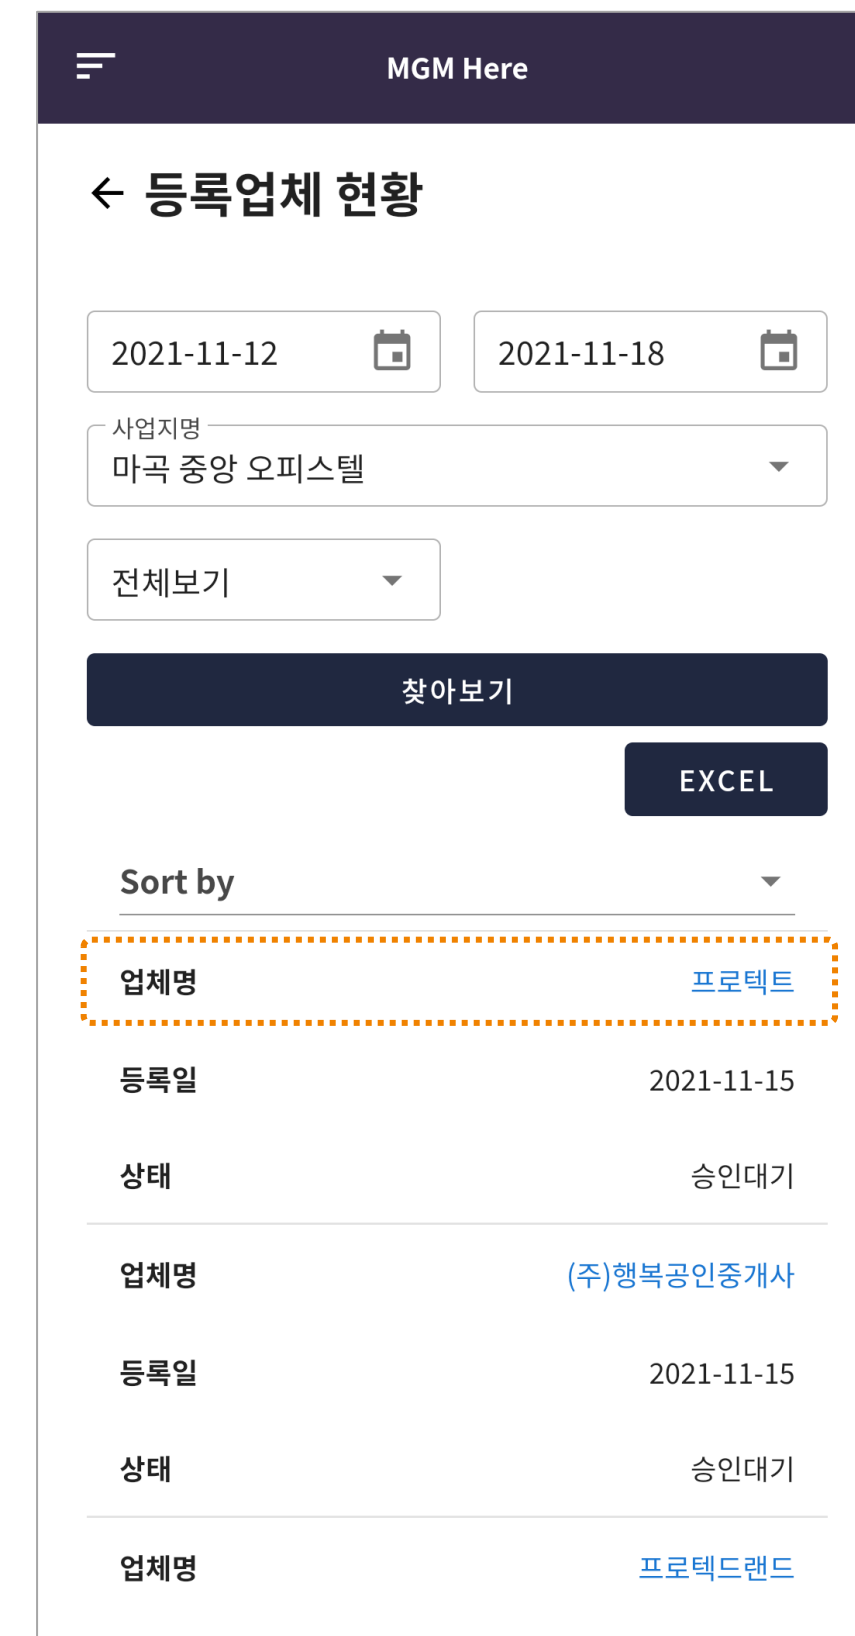 MGM Here
등록업체 현황
2021-11-12 2021-11-18
사업지명
마곡 중앙 오피스텔
전체보기
찾아보기
EXCEL
Sort by
업체명 프로텍트
등록일 2021-11-15
상태 승인대기
업체명 (주)행복공인중개사
등록일 2021-11-15
상태 승인대기
업체명 프로텍드랜드